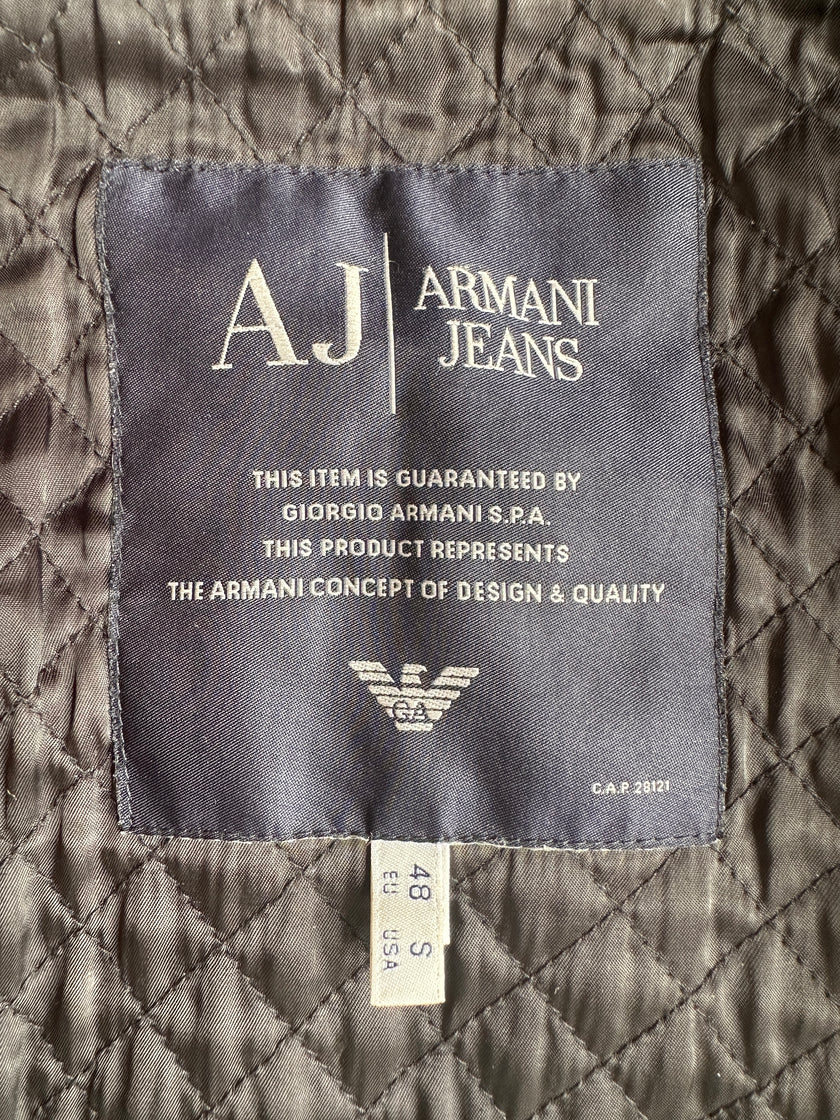 AJ
ARMANI
JEANS
THIS ITEM IS GUARANTEED BY
GIORGIO ARMANI S.P.A.
THIS PRODUCT REPRESENTS
THE ARMANI CONCEPT OF DESIGN & QUALITY
GA
C.A.P. 28121
48 S
EU USA